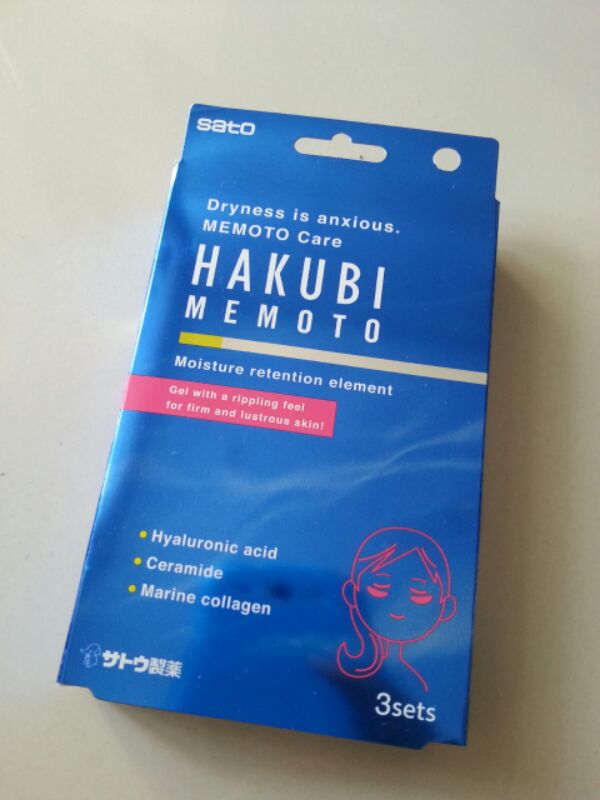 sato
Dryness is anxious.
MEMOTO Care
HAKUBI
MEMOTO
Moisture retention element
Gel with a rippling feel
for firm and lustrous skin!
Hyaluronic acid
Ceramide
Marine collagen
サトウ製薬
3sets